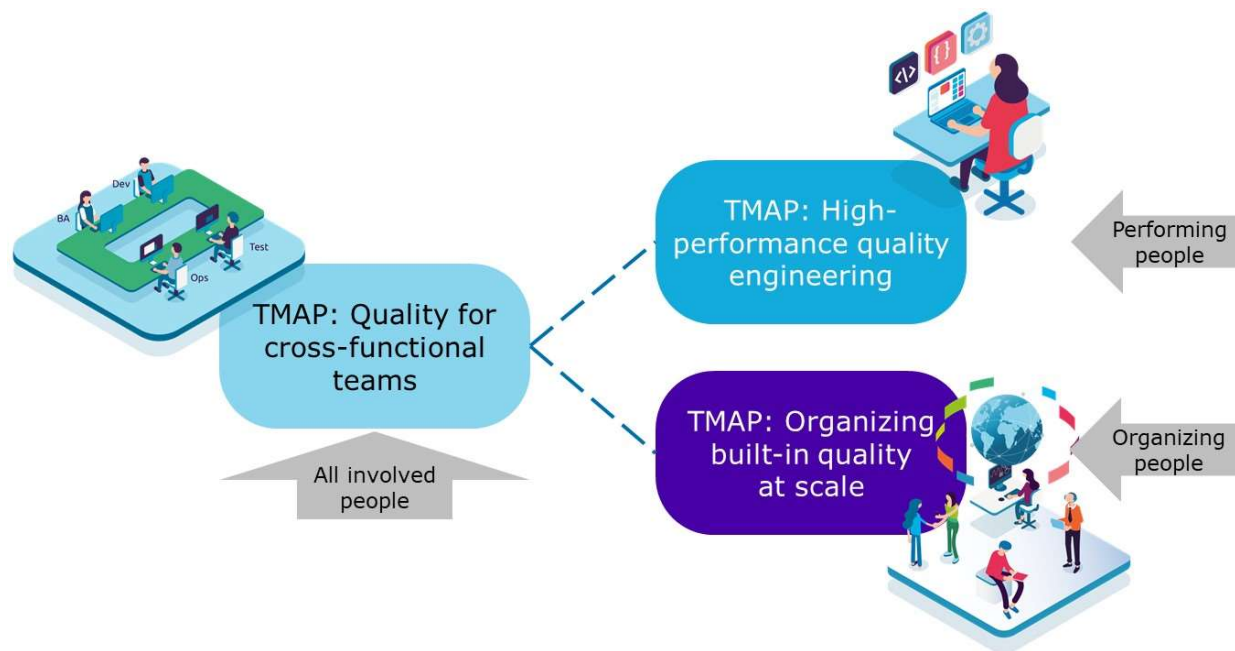 Dev
BA
Test
Ops
TMAP: Quality for
cross-functional
teams
All involved
people
TMAP: High-
performance quality
engineering
Performing
people
TMAP: Organizing
built-in quality
at scale
Organizing
people